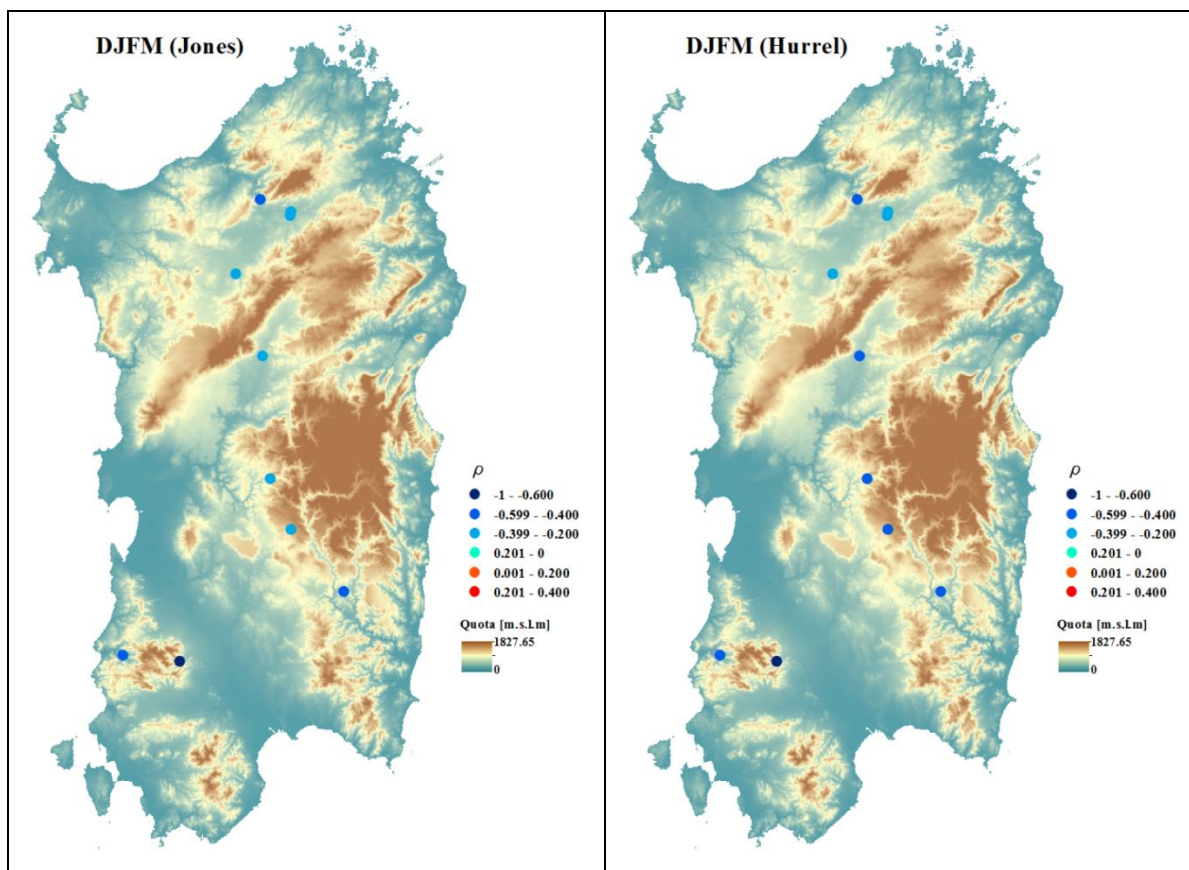 DJFM (Jones)
ρ
-1 - -0.600
-0.599 - -0.400
-0.399 - -0.200
0.201 - 0
0.001 - 0.200
0.201 - 0.400
Quota [m.s.l.m]
1827.65
0
DJFM (Hurrel)
ρ
-1 - -0.600
-0.599 - -0.400
-0.399 - -0.200
0.201 - 0
0.001 - 0.200
0.201 - 0.400
Quota [m.s.l.m]
1827.65
0